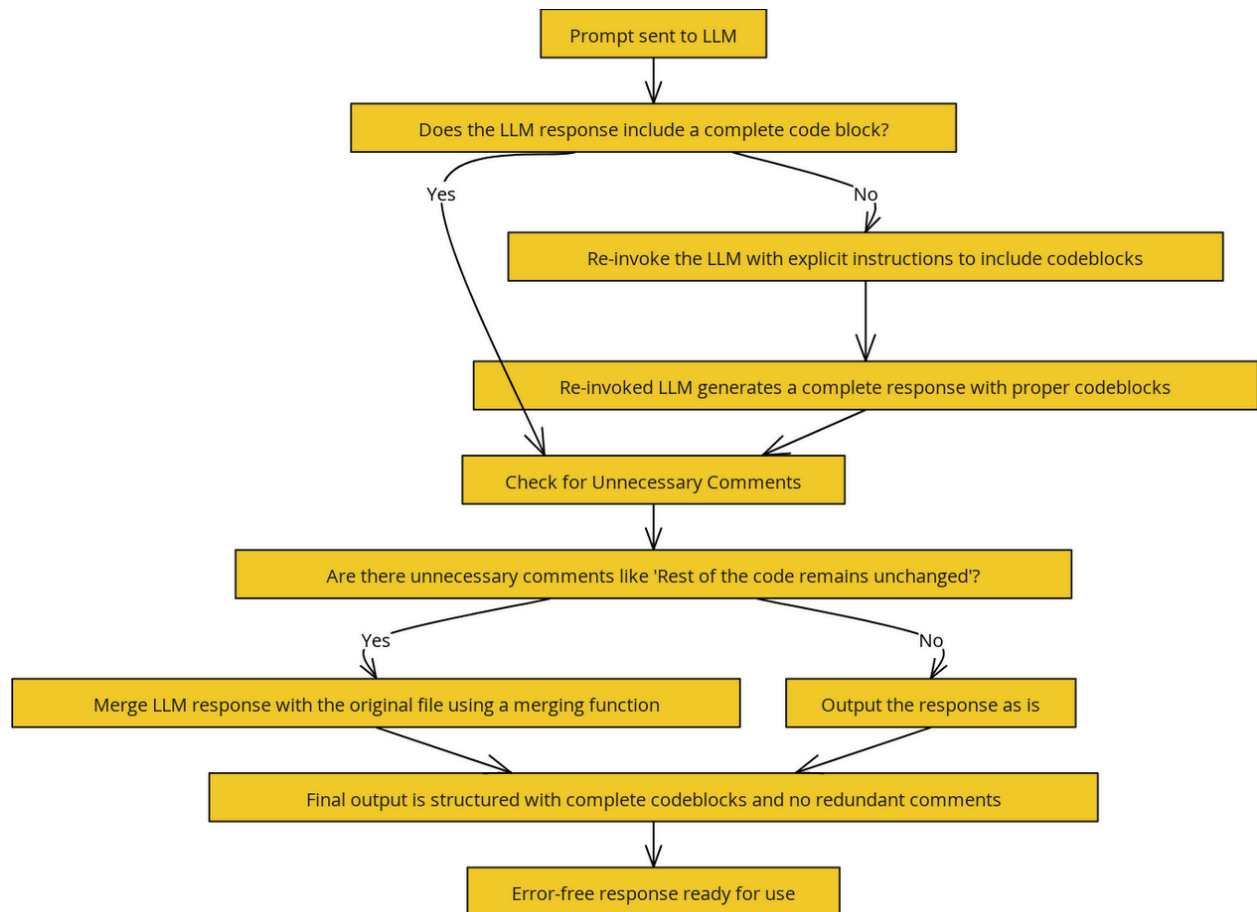 Prompt sent to LLM
Does the LLM response include a complete code block?
Yes
No
Re-invoke the LLM with explicit instructions to include codeblocks
Re-invoked LLM generates a complete response with proper codeblocks
Check for Unnecessary Comments
Are there unnecessary comments like 'Rest of the code remains unchanged'?
Yes
No
Merge LLM response with the original file using a merging function
Output the response as is
Final output is structured with complete codeblocks and no redundant comments
Error-free response ready for use